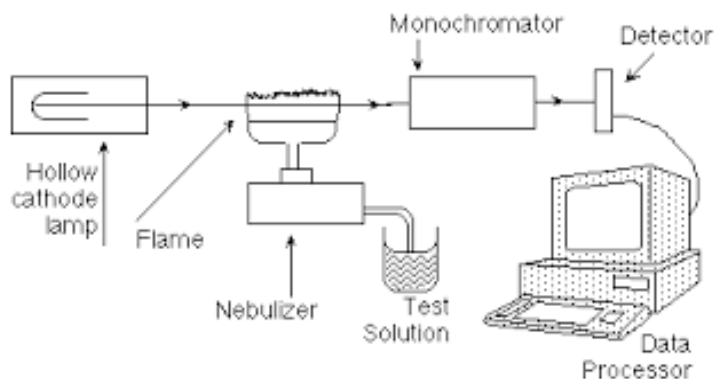 Monochromator
Detector
Hollow
cathode
lamp
Flame
Nebulizer
Test
Solution
Data
Processor